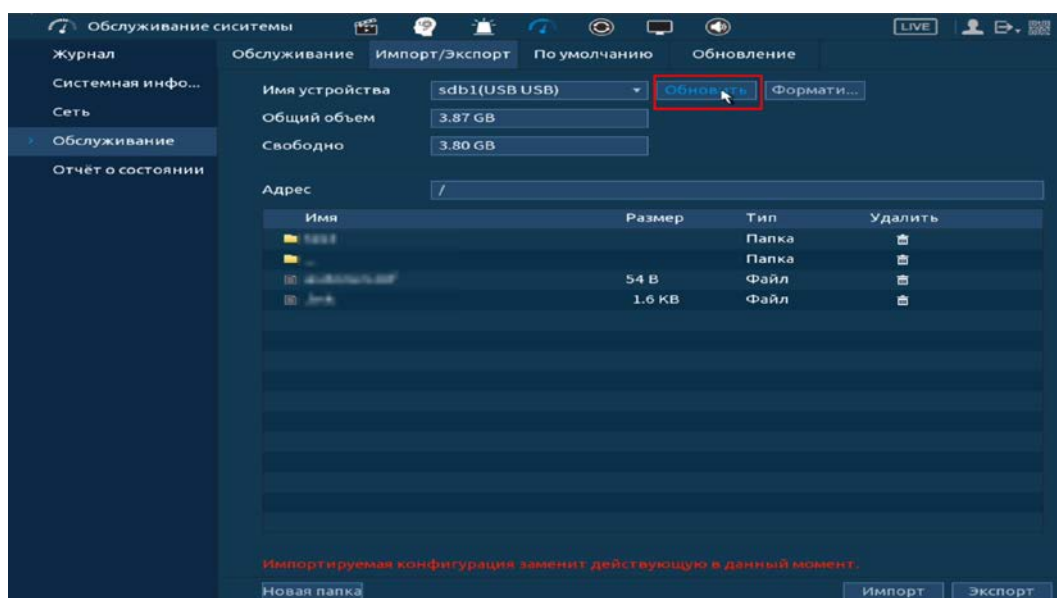 Обслуживание сиситемы LIVE
Журнал Обслуживание Импорт/Экспорт По умолчанию Обновление
Системная инфо...
Сеть
Обслуживание
Отчёт о состоянии
Имя устройства sdb1(USB USB) Обновить Формати...
Общий объем 3.87 GB
Свободно 3.80 GB
Адрес /
Имя Размер Тип Удалить
Папка
Папка
54 B Файл
1.6 KB Файл
Импортируемая конфигурация заменит действующую в данный момент.
Новая папка Импорт Экспорт